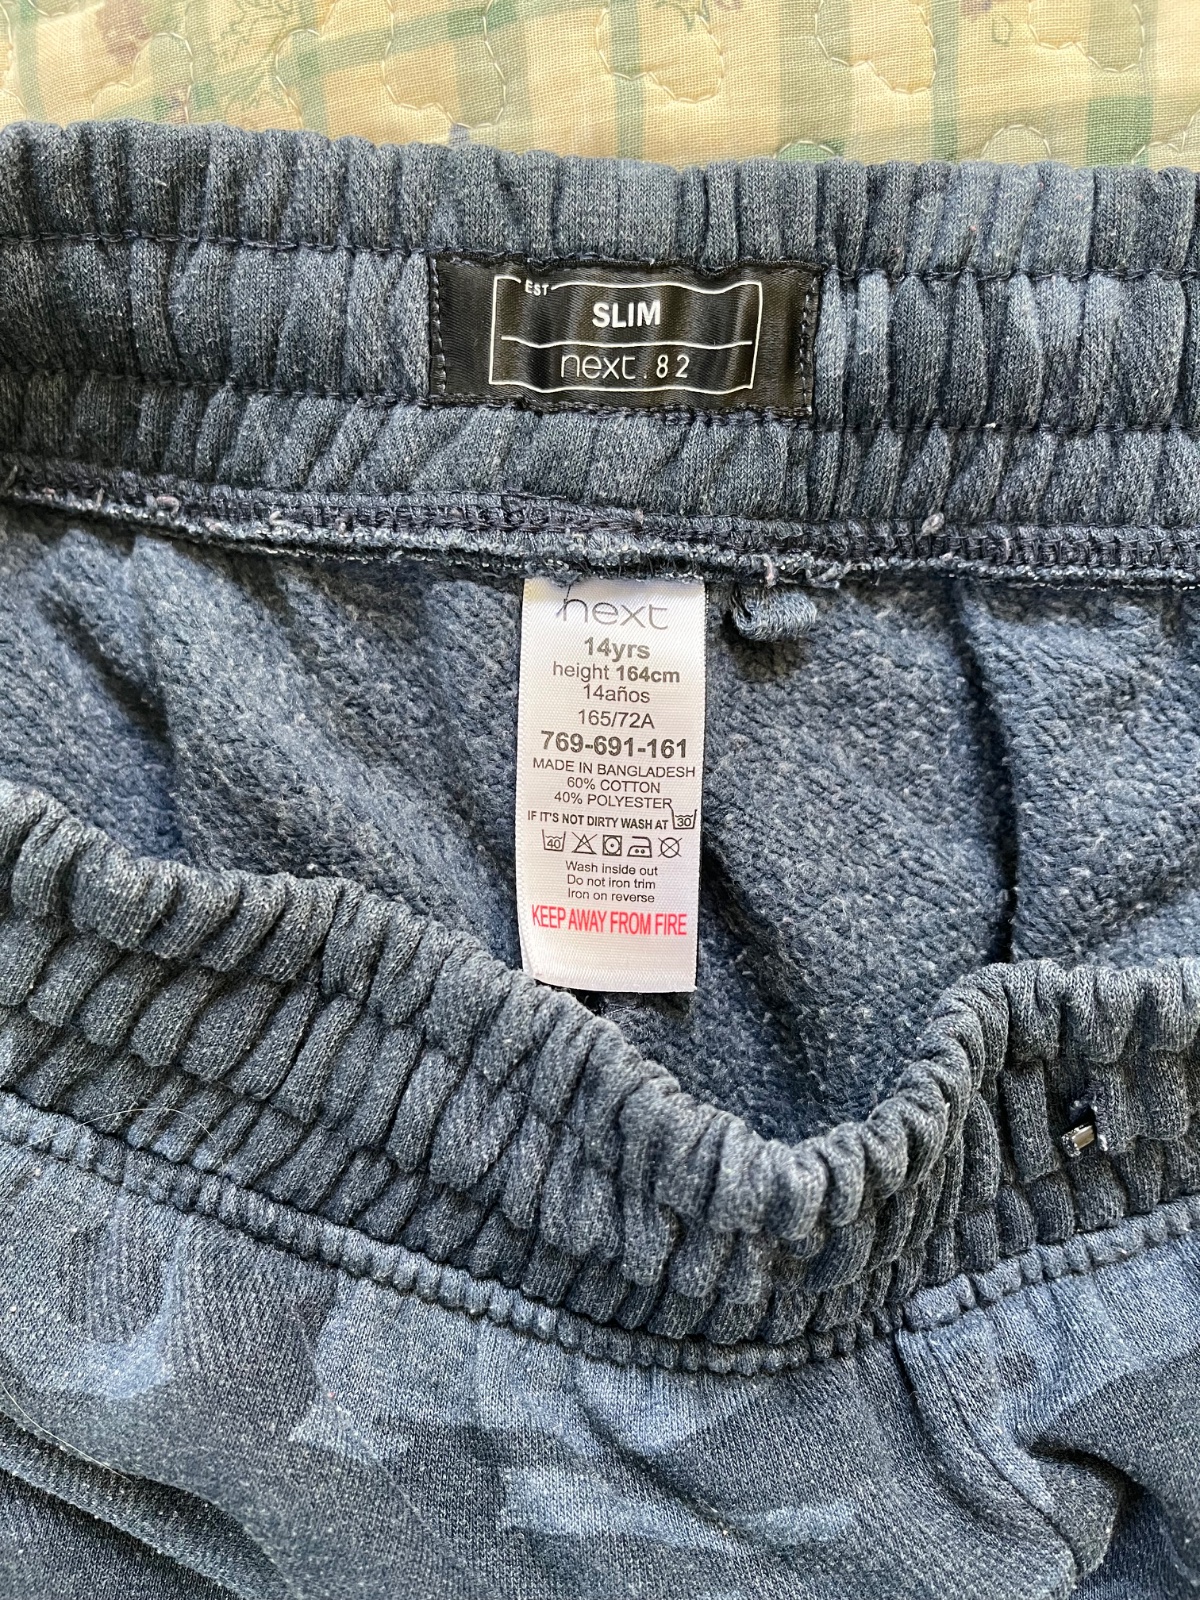 EST
SLIM
next.82
next
14yrs
height 164cm
14años
165/72A
769-691-161
MADE IN BANGLADESH
60% COTTON
40% POLYESTER
IF IT'S NOT DIRTY WASH AT 30
40
Wash inside out
Do not iron trim
Iron on reverse
KEEP AWAY FROM FIRE